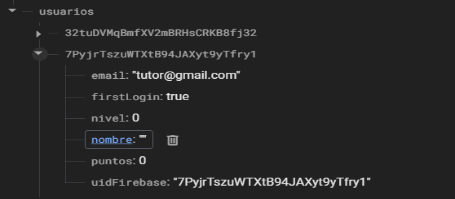 usuarios
32tuDVMqBmfXV2mBRHsCRKB8fj32
7PyjrTszuWTXtB94JAXyt9yTfry1
email: "tutor@gmail.com"
firstLogin: true
nivel: 0
nombre: ""
puntos: 0
uidFirebase: "7PyjrTszuWTXtB94JAXyt9yTfry1"